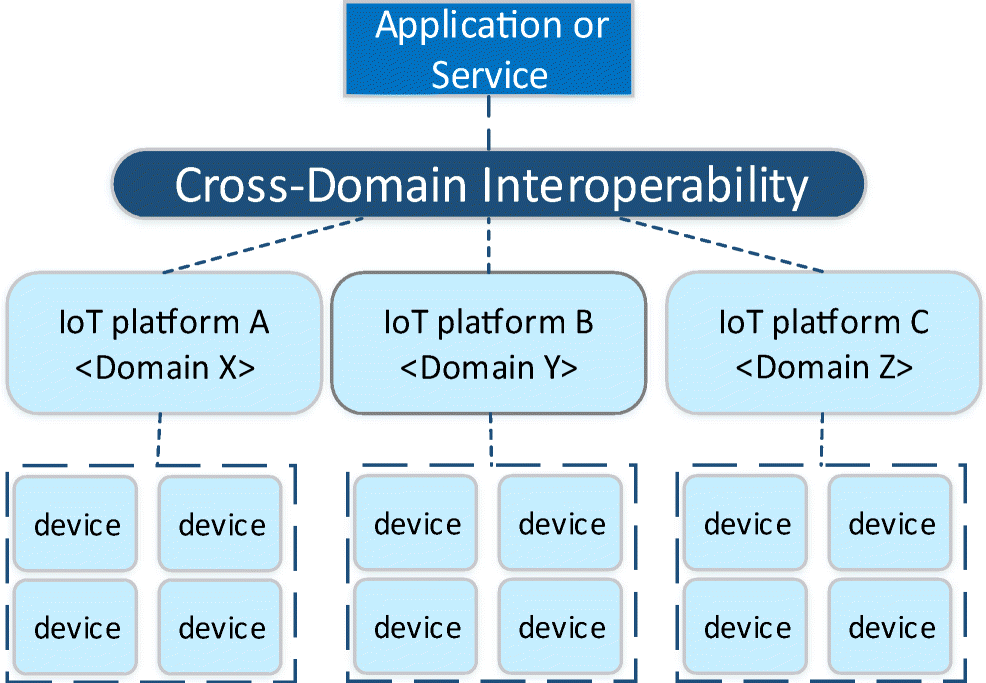 Application or
Service
Cross-Domain Interoperability
IoT platform A
<Domain X>
IoT platform B
<Domain Y>
IoT platform C
<Domain Z>
device device device device device device
device device device device device device